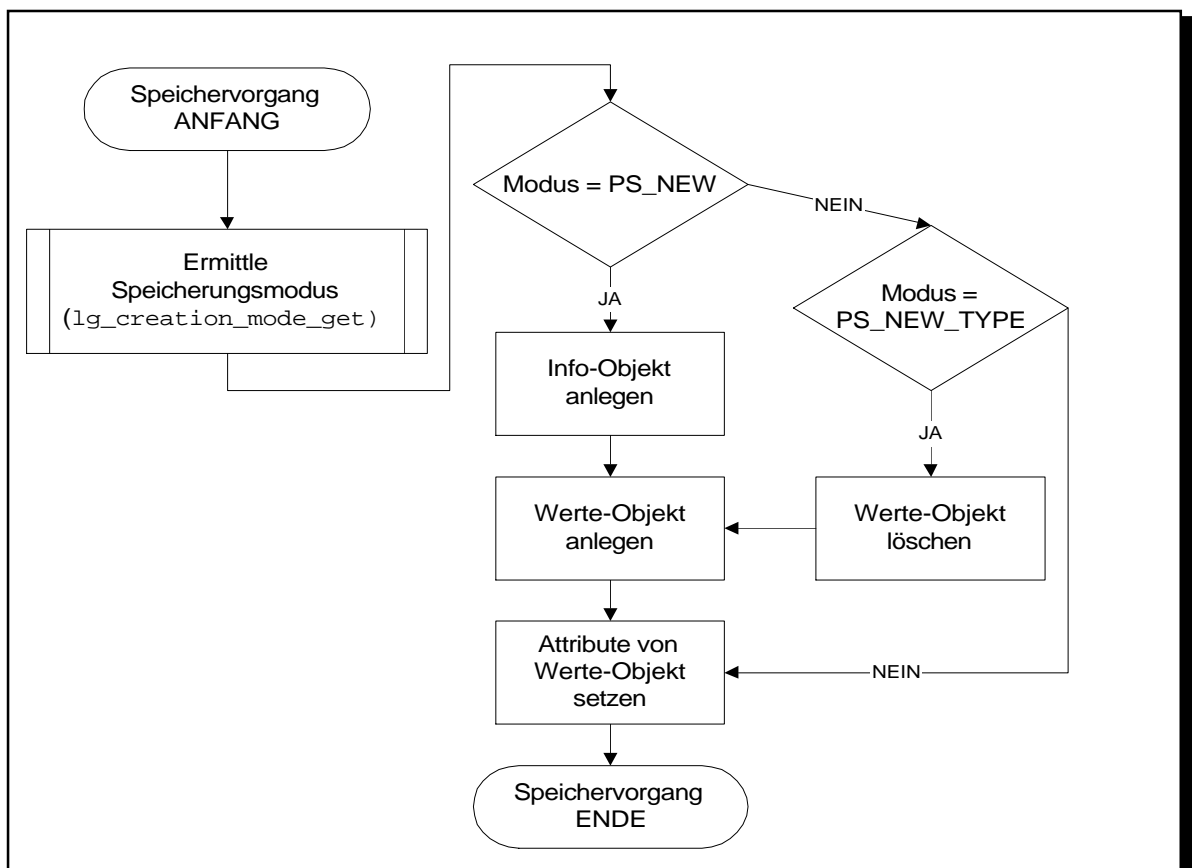 Speichervorgang
ANFANG
Ermittle
Speicherungsmodus
(lg_creation_mode_get)
Modus = PS_NEW
NEIN
JA
Modus =
PS_NEW_TYPE
JA
Info-Objekt
anlegen
Werte-Objekt
anlegen
Werte-Objekt
löschen
Attribute von
Werte-Objekt
setzen
NEIN
Speichervorgang
ENDE